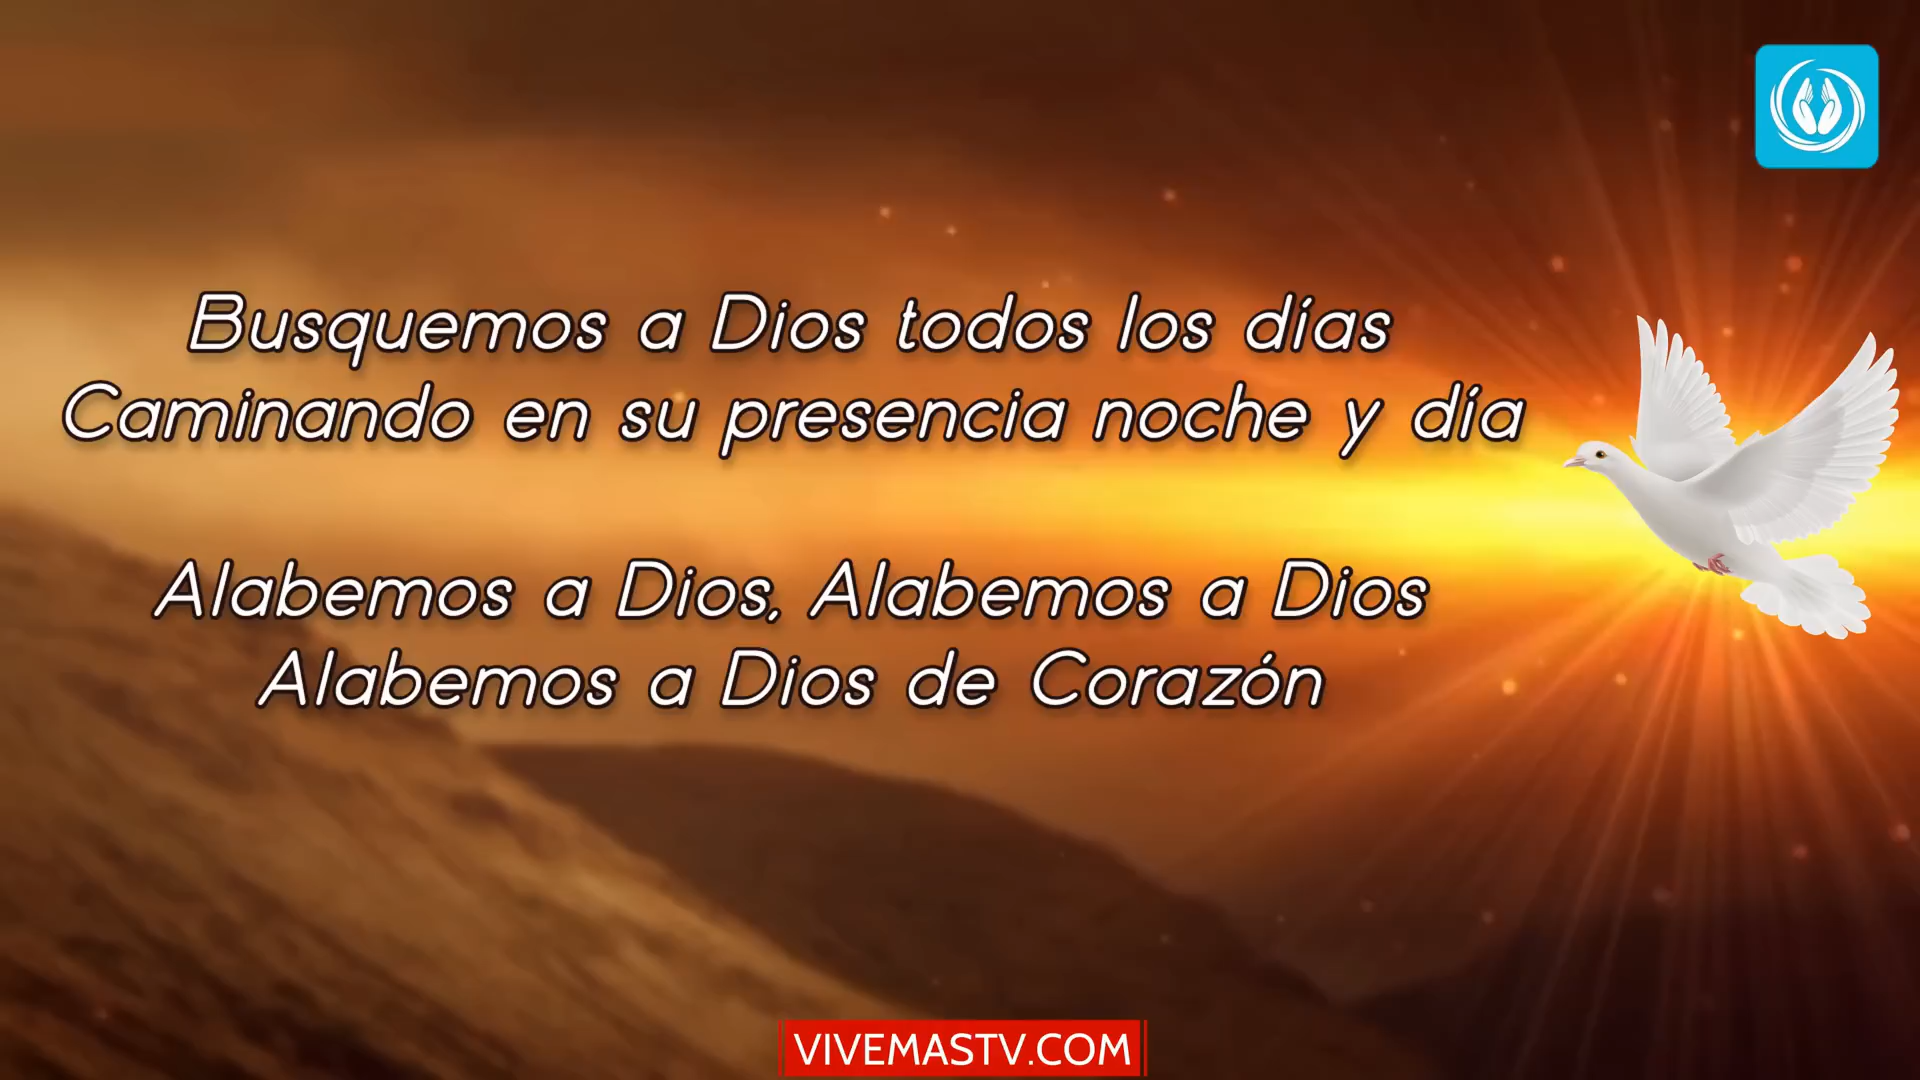 Busquemos a Dios todos los días
Caminando en su presencia noche y día
Alabemos a Dios, Alabemos a Dios
Alabemos a Dios de Corazón
VIVEMASTV.COM